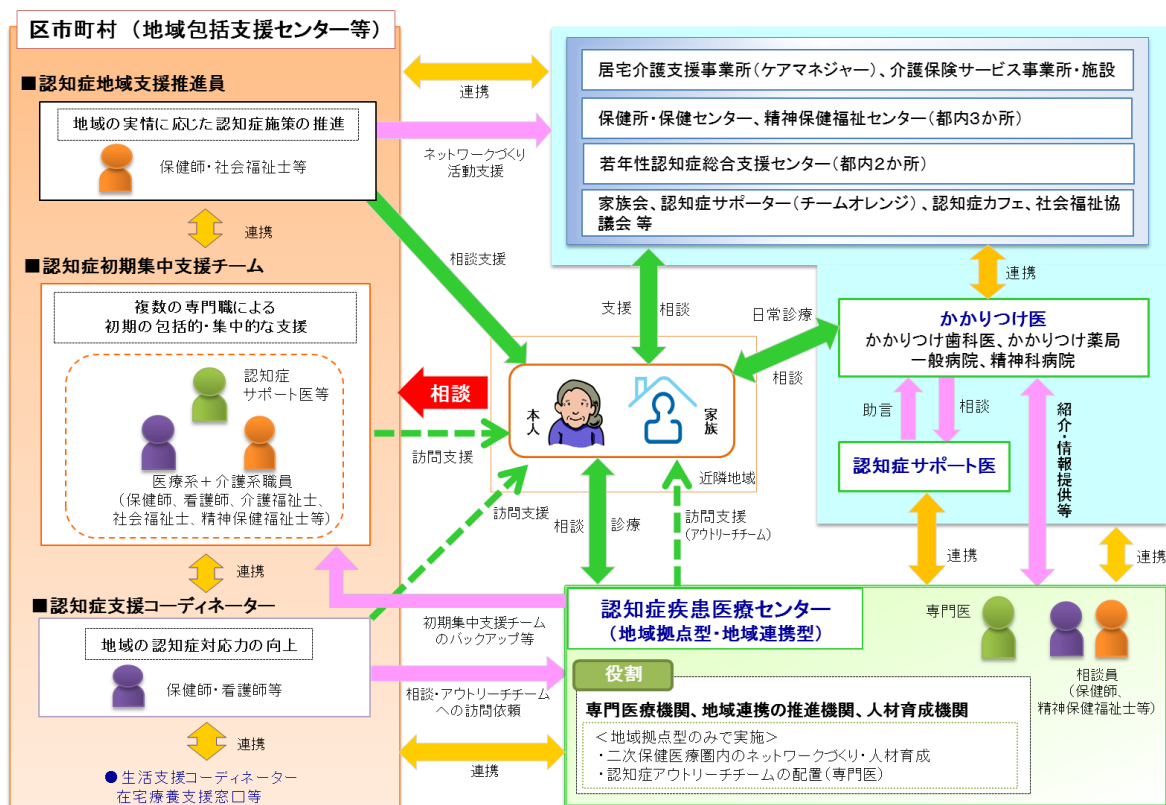 区市町村 （地域包括支援センター等）
■認知症地域支援推進員
地域の実情に応じた認知症施策の推進
保健師・社会福祉士等
連携
■認知症初期集中支援チーム
複数の専門職による
初期の包括的・集中的な支援
認知症
サポート医等
医療系＋介護系職員
（保健師、看護師、介護福祉士、
社会福祉士、精神保健福祉士等）
連携
■認知症支援コーディネーター
地域の認知症対応力の向上
保健師・看護師等
連携
●生活支援コーディネーター
在宅療養支援窓口等
連携
ネットワークづくり
活動支援
相談支援
居宅介護支援事業所（ケアマネジャー）、介護保険サービス事業所・施設
保健所・保健センター、精神保健福祉センター（都内３か所）
若年性認知症総合支援センター（都内２か所）
家族会、認知症サポーター（チームオレンジ）、認知症カフェ、社会福祉協
議会 等
支援
相談
日常診療
相談
連携
かかりつけ医
かかりつけ歯科医、かかりつけ薬局
一般病院、精神科病院
助言
相談
紹介・情報提供等
認知症サポート医
連携
連携
相談
本人
家族
近隣地域
訪問支援
訪問支援
相談
診療
訪問支援
（アウトリーチチーム）
初期集中支援チーム
のバックアップ等
相談・アウトリーチチーム
への訪問依頼
連携
認知症疾患医療センター
（地域拠点型・地域連携型）
専門医
相談員
（保健師、
精神保健福祉士等）
役割
専門医療機関、地域連携の推進機関、人材育成機関
＜地域拠点型のみで実施＞
・二次保健医療圏内のネットワークづくり・人材育成
・認知症アウトリーチチームの配置（専門医）